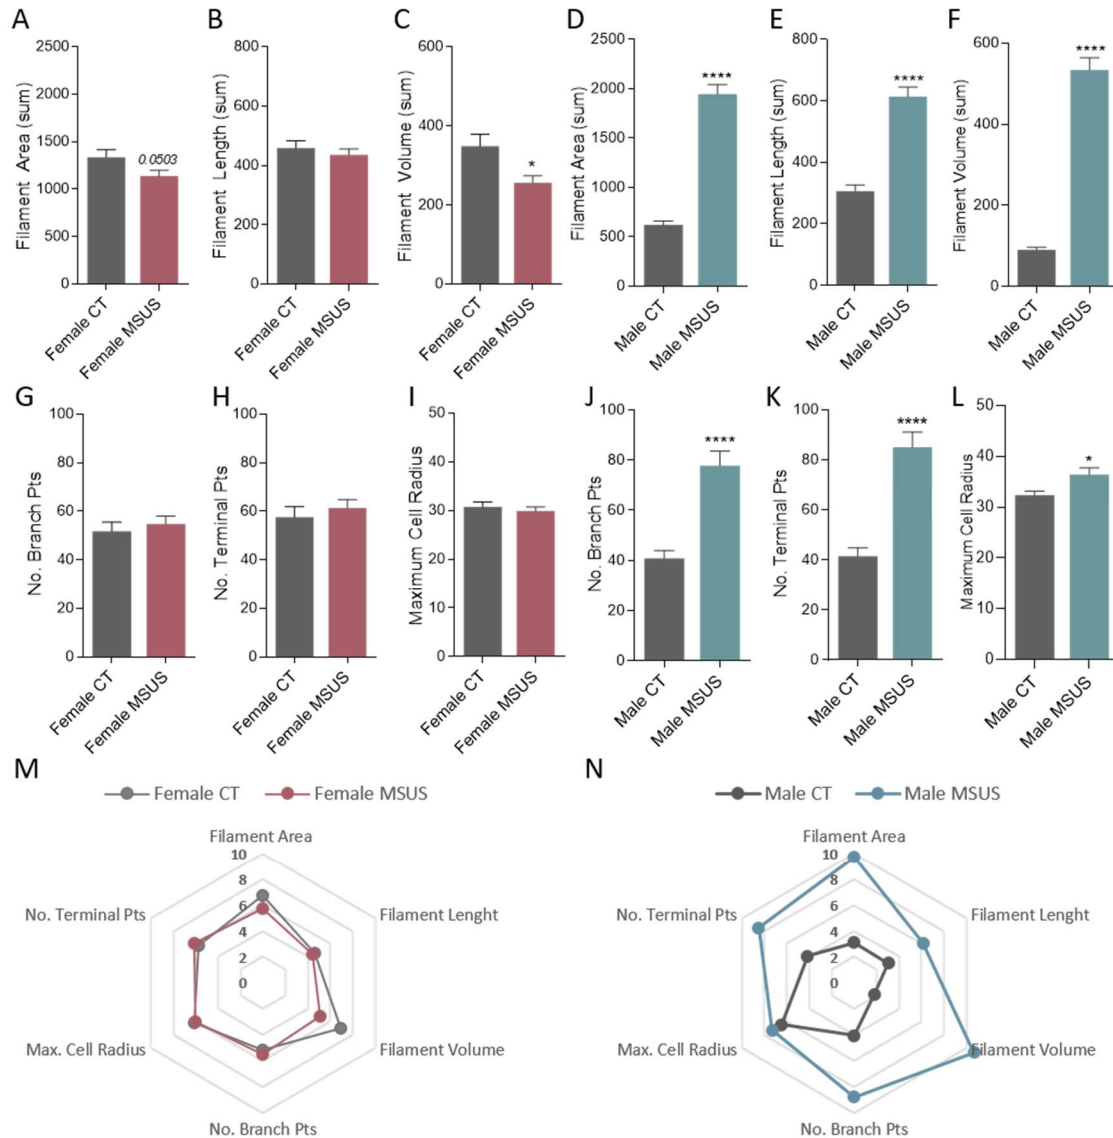 A
Filament Area (sum)
2500
2000
1500
1000
500
0
0.0503
Female CT
Female MSUS
B
Filament Length (sum)
800
600
400
200
0
Female CT
Female MSUS
C
Filament Volume (sum)
600
400
200
0
*
Female CT
Female MSUS
D
Filament Area (sum)
2500
2000
1500
1000
500
0
****
Male CT
Male MSUS
E
Filament Length (sum)
800
600
400
200
0
****
Male CT
Male MSUS
F
Filament Volume (sum)
600
400
200
0
****
Male CT
Male MSUS
G
No. Branch Pts
100
80
60
40
20
0
Female CT
Female MSUS
H
No. Terminal Pts
100
80
60
40
20
0
Female CT
Female MSUS
I
Maximum Cell Radius
50
40
30
20
10
0
Female CT
Female MSUS
J
No. Branch Pts
100
80
60
40
20
0
****
Male CT
Male MSUS
K
No. Terminal Pts
100
80
60
40
20
0
****
Male CT
Male MSUS
L
Maximum Cell Radius
50
40
30
20
10
0
*
Male CT
Male MSUS
M
Female CT
Female MSUS
Filament Area
10
8
6
4
2
0
Filament Lenght
Filament Volume
No. Branch Pts
Max. Cell Radius
No. Terminal Pts
N
Male CT
Male MSUS
Filament Area
10
8
6
4
2
0
Filament Lenght
Filament Volume
No. Branch Pts
Max. Cell Radius
No. Terminal Pts